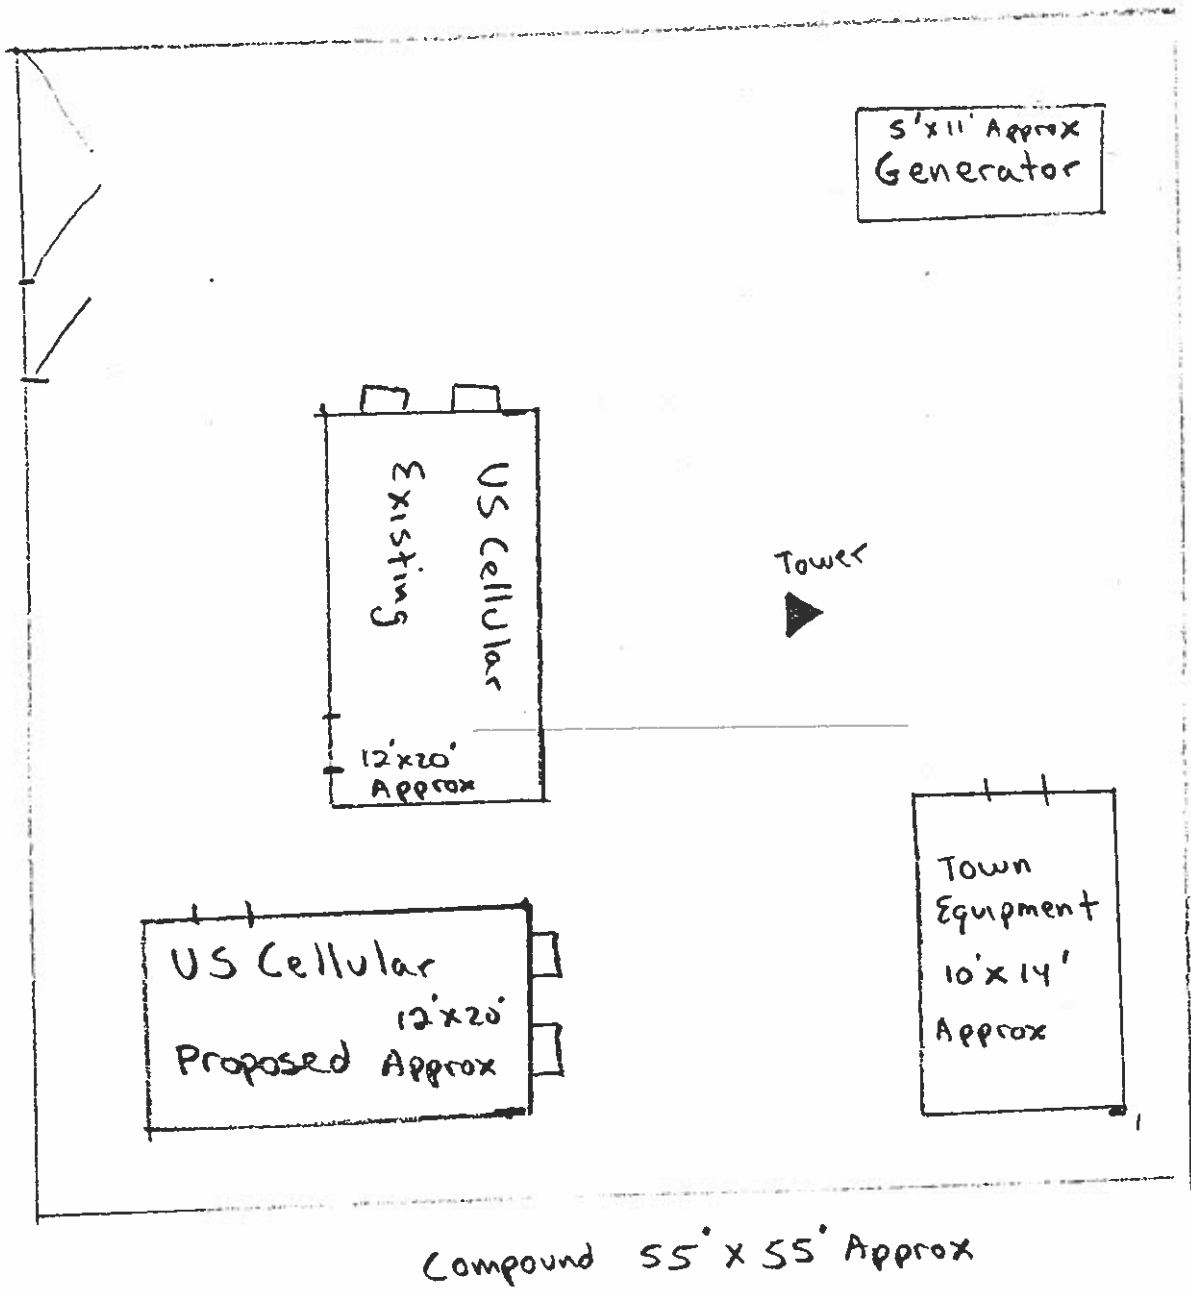 5'x11' Approx
Generator
US Cellular
Existing
12'x20'
Approx
Tower
Town
Equipment
10'x14'
Approx
US Cellular
12'x20'
Proposed Approx
Compound 55'x55' Approx